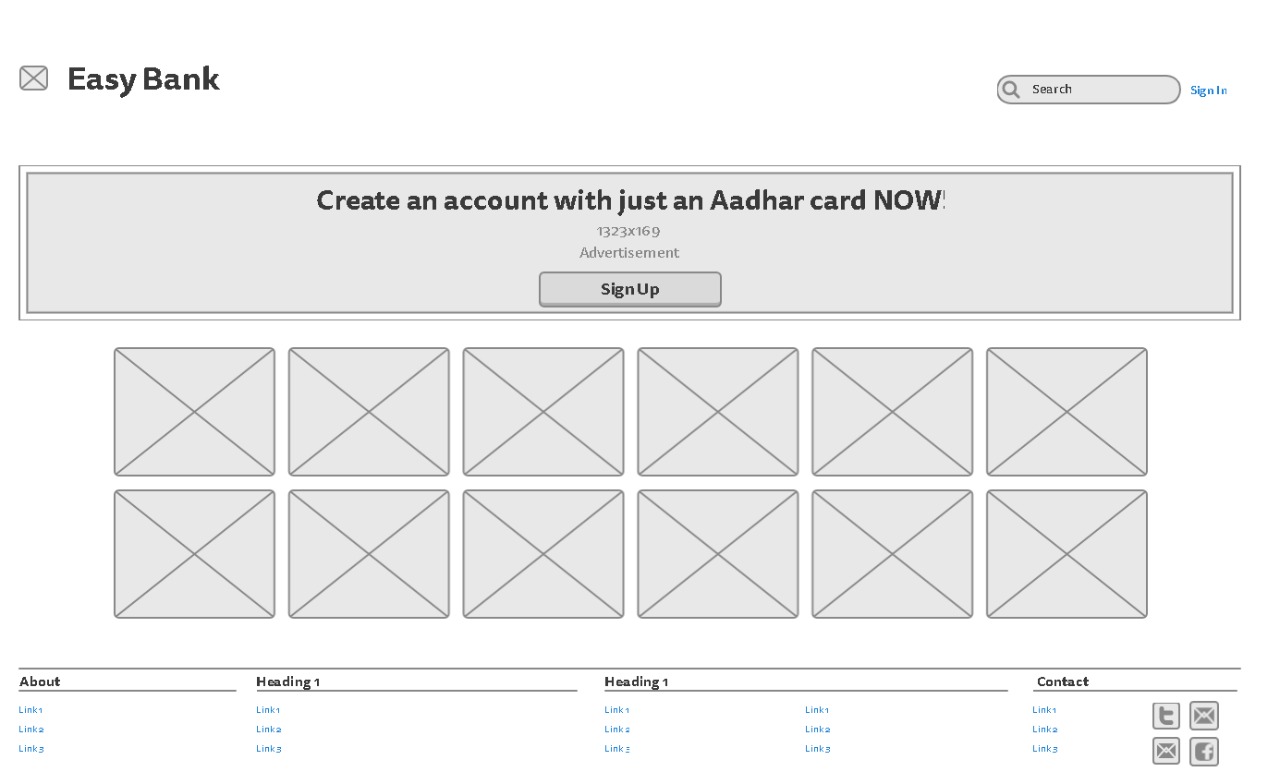 Easy Bank
Search
Sign In
Create an account with just an Aadhar card NOW!
1323x169
Advertisement
Sign Up
About
Heading 1
Heading 1
Contact
Link1
Link1
Link1
Link1
Link1
Link2
Link2
Link2
Link2
Link2
Link3
Link3
Link3
Link3
Link3